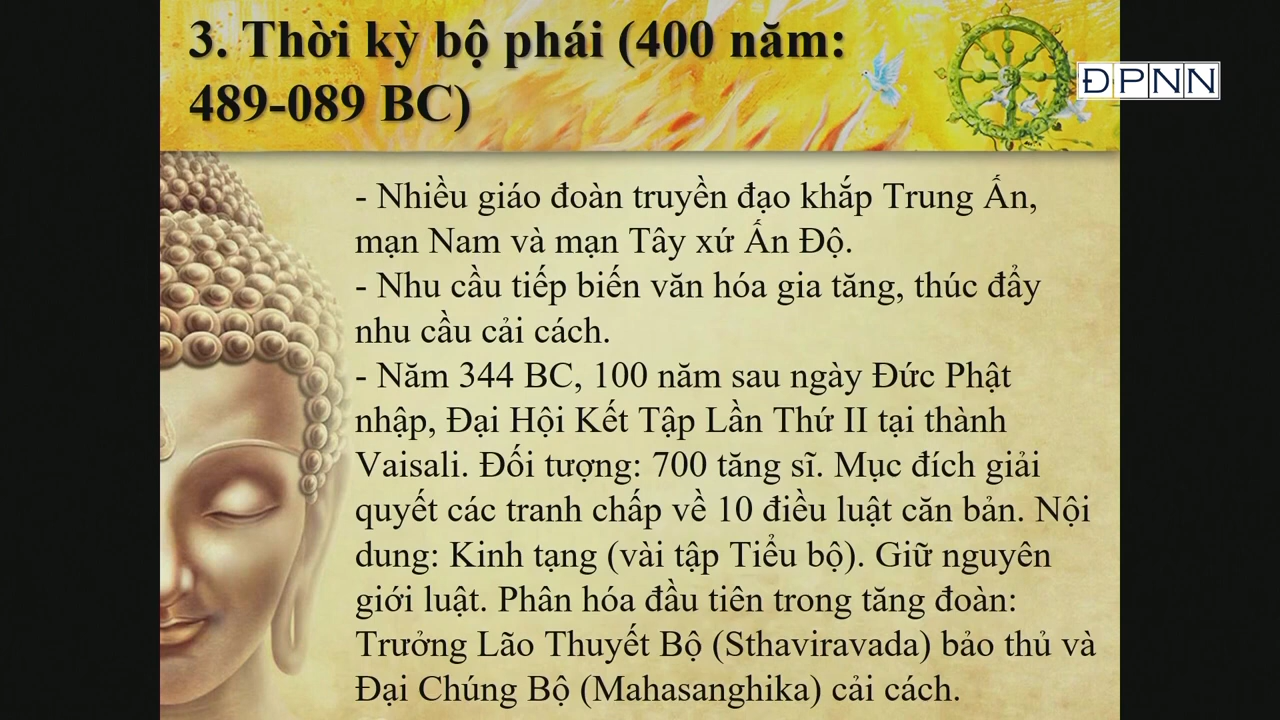 3. Thời kỳ bộ phái (400 năm:
489-089 BC)
ĐPNN
- Nhiều giáo đoàn truyền đạo khắp Trung Ấn,
mạn Nam và mạn Tây xứ Ấn Độ.
- Nhu cầu tiếp biến văn hóa gia tăng, thúc đẩy
nhu cầu cải cách.
- Năm 344 BC, 100 năm sau ngày Đức Phật
nhập, Đại Hội Kết Tập Lần Thứ II tại thành
Vaisali. Đối tượng: 700 tăng sĩ. Mục đích giải
quyết các tranh chấp về 10 điều luật căn bản. Nội
dung: Kinh tạng (vài tập Tiểu bộ). Giữ nguyên
giới luật. Phân hóa đầu tiên trong tăng đoàn:
Trưởng Lão Thuyết Bộ (Sthaviravada) bảo thủ và
Đại Chúng Bộ (Mahasanghika) cải cách.